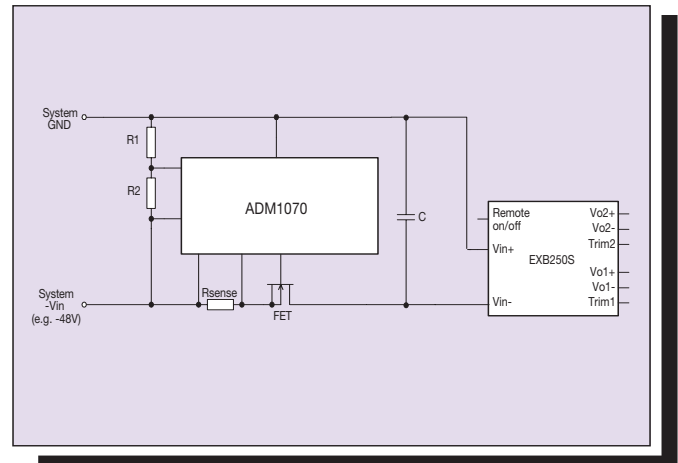 System
GND
R1
R2
ADM1070
C
Remote
on/off
Vin+
Vin-
EXB250S
Vo2+
Vo2-
Trim2
Vo1+
Vo1-
Trim1
System
-Vin
(e.g. -48V)
Rsense
FET